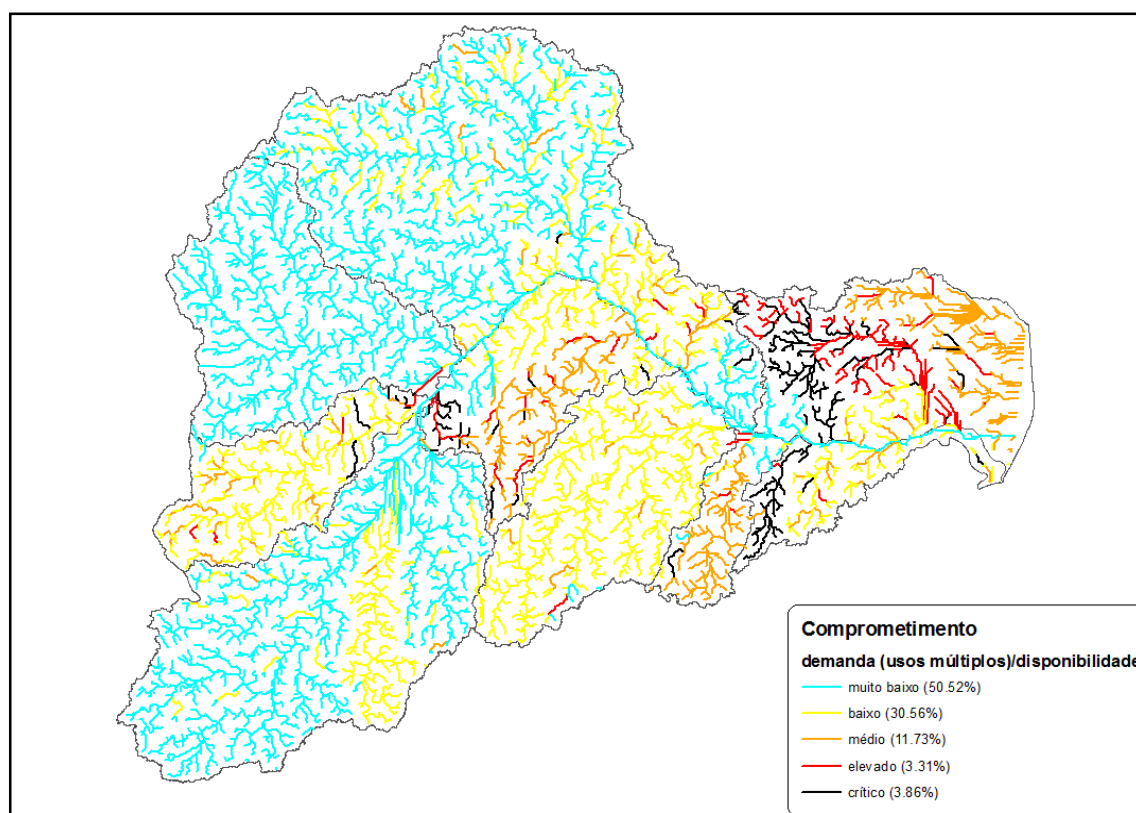 Comprometimento
demanda (usos múltiplos)/disponibilidade
muito baixo (50.52%)
baixo (30.56%)
médio (11.73%)
elevado (3.31%)
crítico (3.86%)